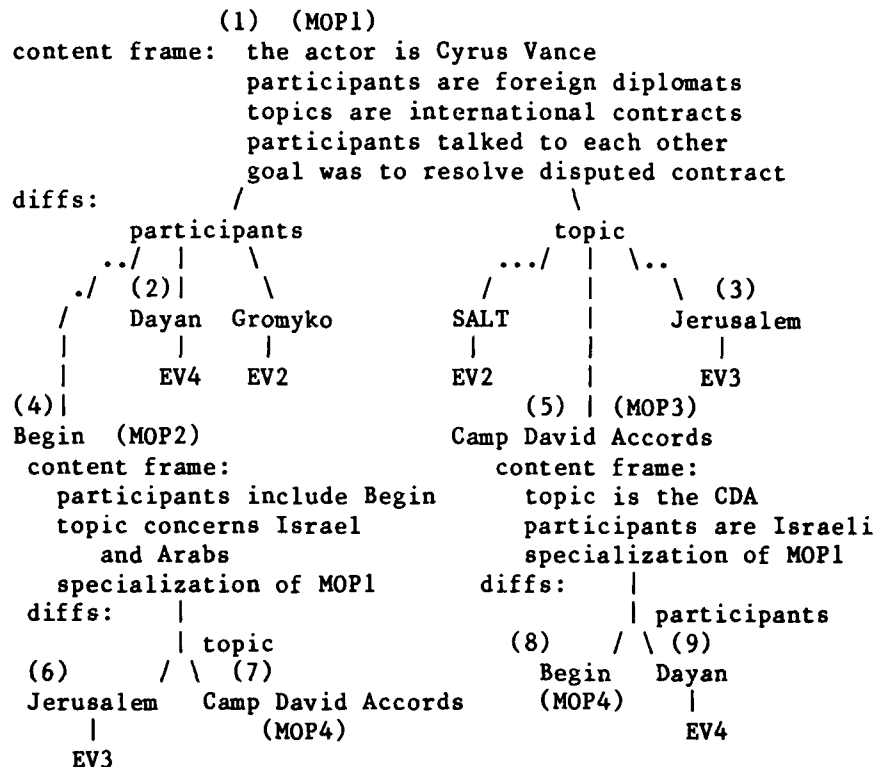 (1) (MOP1)
content frame: the actor is Cyrus Vance
participants are foreign diplomats
topics are international contracts
participants talked to each other
goal was to resolve disputed contract
diffs: / \
participants topic
../ | \ .../ | \..
./ (2)| \ / | \ (3)
/ Dayan Gromyko SALT | Jerusalem
| | | | | |
| EV4 EV2 EV2 | EV3
(4)| (5) | (MOP3)
Begin (MOP2) Camp David Accords
content frame: content frame:
participants include Begin topic is the CDA
topic concerns Israel participants are Israeli
and Arabs specialization of MOP1
specialization of MOP1 diffs: |
diffs: | | participants
| topic (8) / \ (9)
(6) / \ (7) Begin Dayan
Jerusalem Camp David Accords (MOP4) |
| (MOP4) EV4
EV3